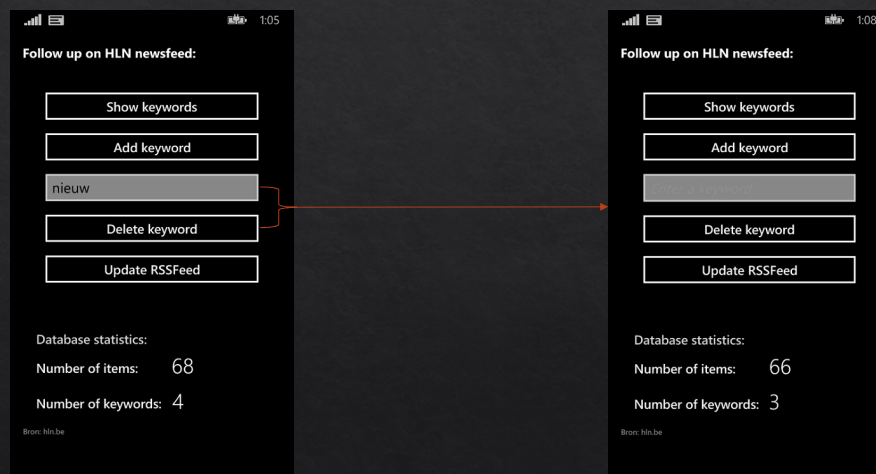 1:05
Follow up on HLN newsfeed:
Show keywords
Add keyword
nieuw
Delete keyword
Update RSSFeed
Database statistics:
Number of items: 68
Number of keywords: 4
Bron: hln.be
1:08
Follow up on HLN newsfeed:
Show keywords
Add keyword
Enter a keyword
Delete keyword
Update RSSFeed
Database statistics:
Number of items: 66
Number of keywords: 3
Bron: hln.be